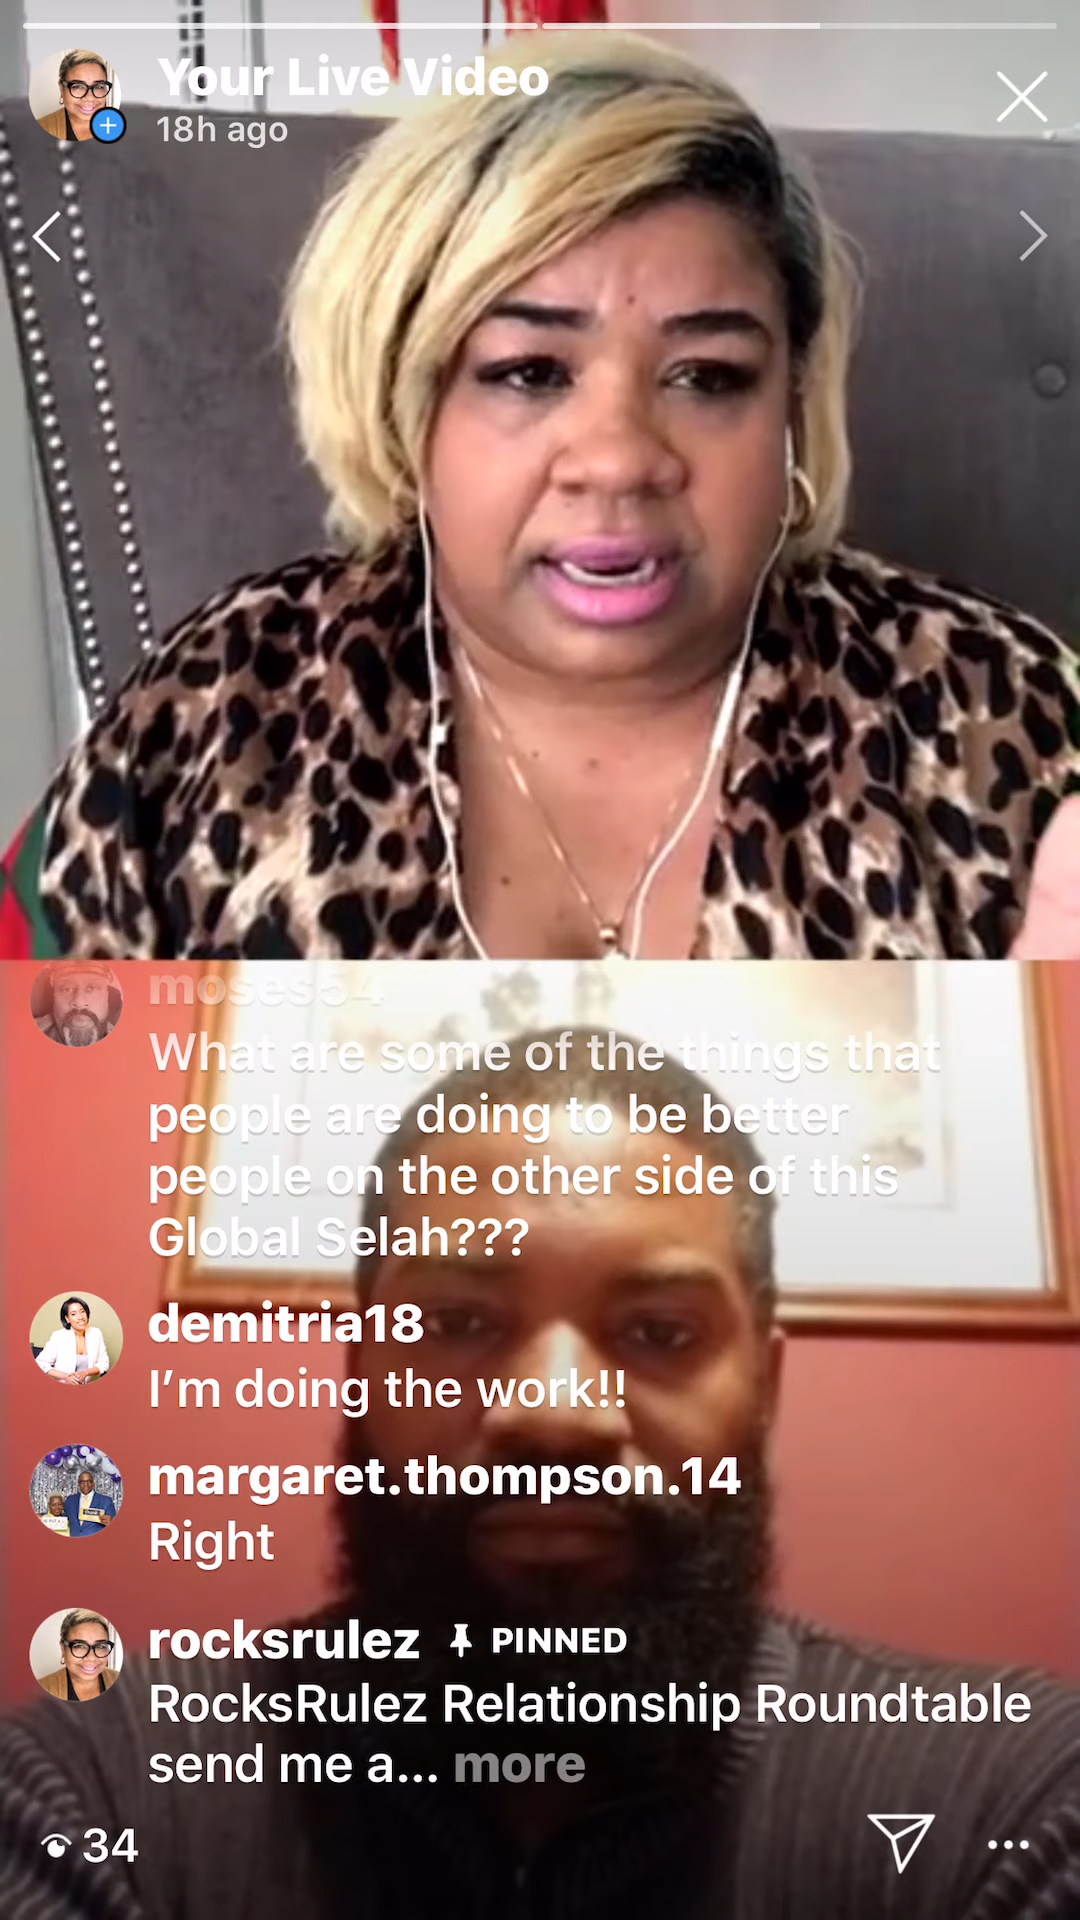 Your Live Video
18h ago
moses54
What are some of the things that
people are doing to be better
people on the other side of this
Global Selah???
demitria18
I’m doing the work!!
margaret.thompson.14
Right
rocksrulez PINNED
RocksRulez Relationship Roundtable
send me a... more
34